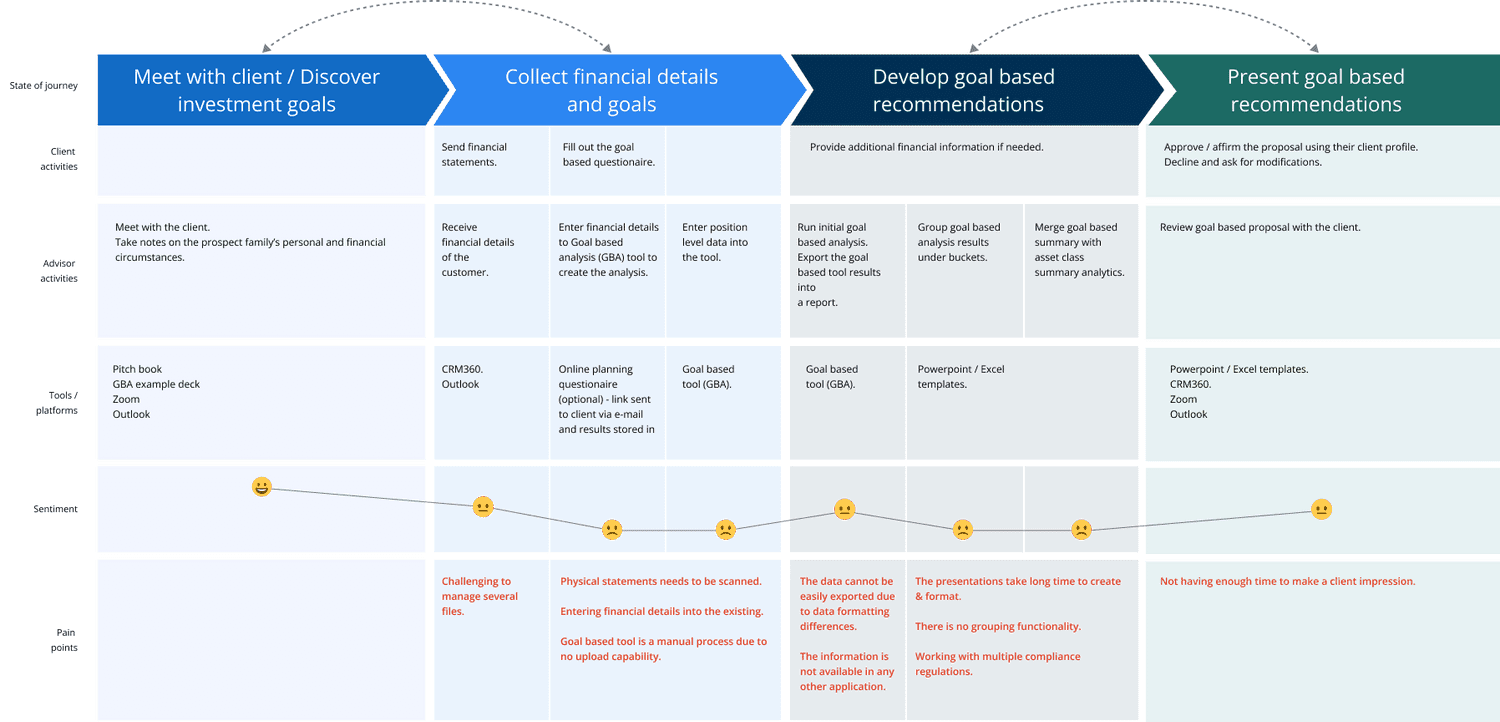 Meet with client / Discover
investment goals
Collect financial details
and goals
Develop goal based
recommendations
Present goal based
recommendations
State of journey
Client
activities
Send financial
statements.
Fill out the goal
based questionaire.
Provide additional financial information if needed.
Approve / affirm the proposal using their client profile.
Decline and ask for modifications.
Advisor
activities
Meet with the client.
Take notes on the prospect family's personal and financial
circumstances.
Receive
financial details
of the
customer.
Enter financial details
to Goal based
analysis (GBA) tool to
create the analysis.
Enter position
level data into
the tool.
Run initial goal
based analysis.
Export the goal
based tool results
into
a report.
Group goal based
analysis results
under buckets.
Merge goal based
summary with
asset class
summary analytics.
Review goal based proposal with the client.
Tools /
platforms
Pitch book
GBA example deck
Zoom
Outlook
CRM360.
Outlook
Online planning
questionaire
(optional) - link sent
to client via e-mail
and results stored in
Goal based
tool (GBA).
Goal based
tool (GBA).
Powerpoint / Excel
templates.
Powerpoint / Excel templates.
CRM360.
Zoom
Outlook
Sentiment
Pain
points
Challenging to
manage several
files.
Physical statements needs to be scanned.
Entering financial details into the existing.
Goal based tool is a manual process due to
no upload capability.
The data cannot be
easily exported due
to data formatting
differences.
The information is
not available in any
other application.
The presentations take long time to create
& format.
There is no grouping functionality.
Working with multiple compliance
regulations.
Not having enough time to make a client impression.